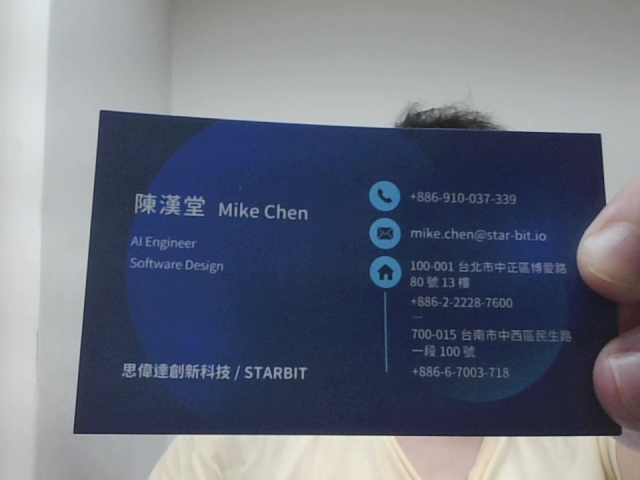 陳漢堂 Mike Chen
AI Engineer
Software Design
思偉達創新科技 / STARBIT
+886-910-037-339
mike.chen@star-bit.io
100-001 台北市中正區博愛路
80 號 13 樓
+886-2-2228-7600
—
700-015 台南市中西區民生路
一段 100 號
+886-6-7003-718